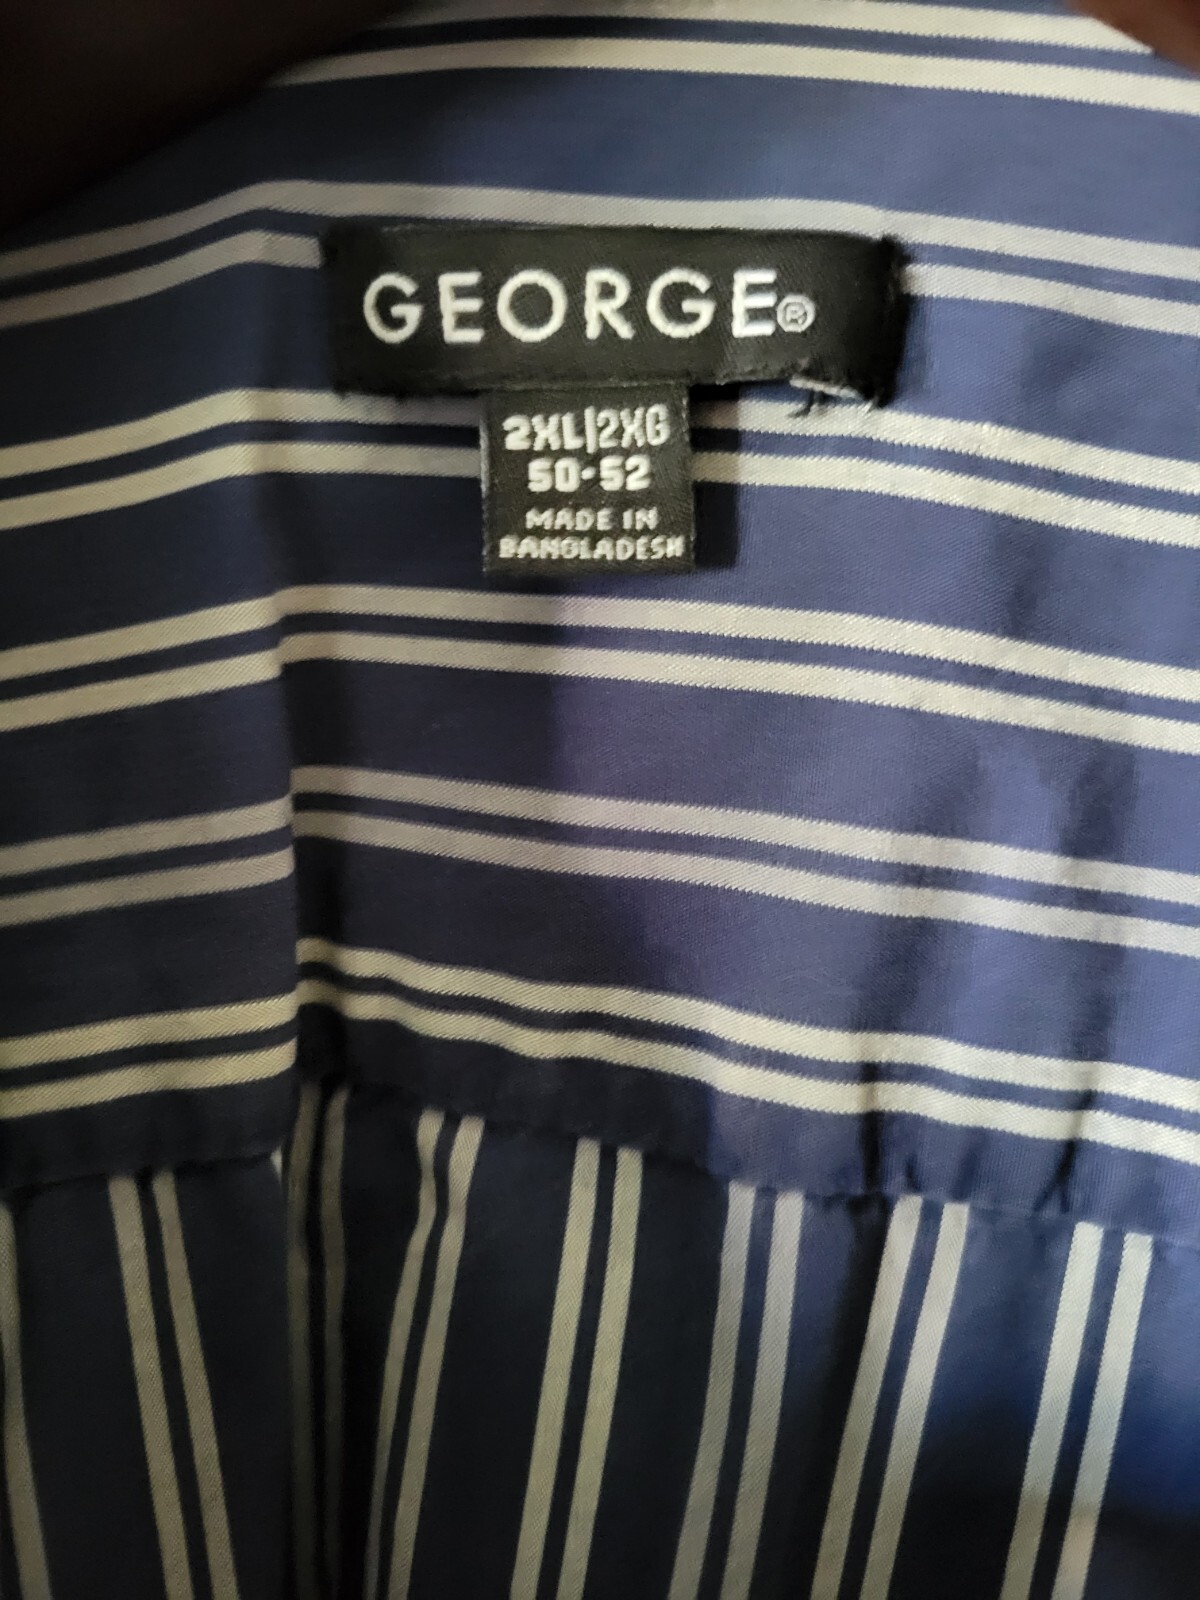 GEORGE®
2XL|2XG
50-52
MADE IN
BANGLADESH